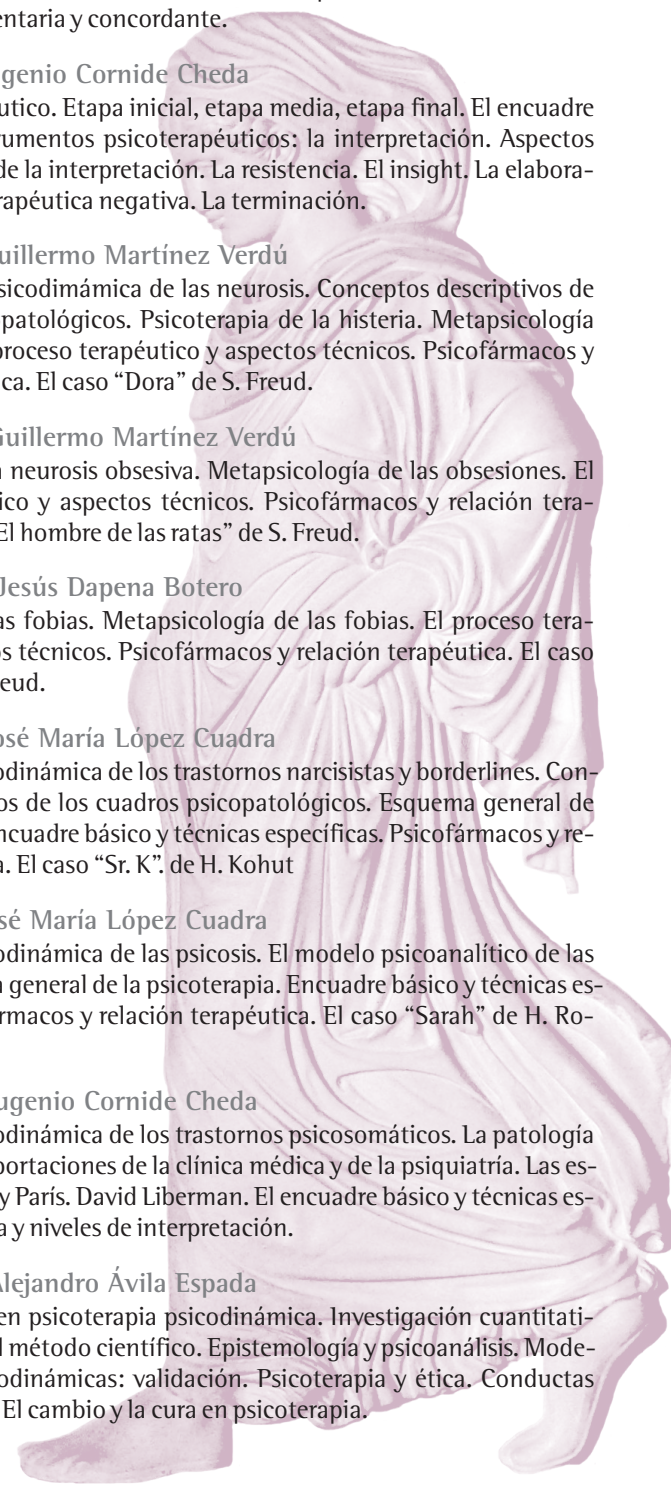 entaria y concordante.
genio Cornide Cheda
utico. Etapa inicial, etapa media, etapa final. El encuadre
rumentos psicoterapéuticos: la interpretación. Aspectos
de la interpretación. La resistencia. El insight. La elabora-
rapéutica negativa. La terminación.
uillermo Martínez Verdú
sicodimámica de las neurosis. Conceptos descriptivos de
opatológicos. Psicoterapia de la histeria. Metapsicología
proceso terapéutico y aspectos técnicos. Psicofármacos y
ica. El caso “Dora” de S. Freud.
Guillermo Martínez Verdú
a neurosis obsesiva. Metapsicología de las obsesiones. El
ico y aspectos técnicos. Psicofármacos y relación tera-
El hombre de las ratas” de S. Freud.
Jesús Dapena Botero
as fobias. Metapsicología de las fobias. El proceso tera-
os técnicos. Psicofármacos y relación terapéutica. El caso
reud.
osé María López Cuadra
odinámica de los trastornos narcisistas y borderlines. Con-
os de los cuadros psicopatológicos. Esquema general de
ncuadre básico y técnicas específicas. Psicofármacos y re-
a. El caso “Sr. K”. de H. Kohut
sé María López Cuadra
odinámica de las psicosis. El modelo psicoanalítico de las
a general de la psicoterapia. Encuadre básico y técnicas es-
ármacos y relación terapéutica. El caso “Sarah” de H. Ro-
ugenio Cornide Cheda
odinámica de los trastornos psicosomáticos. La patología
portaciones de la clínica médica y de la psiquiatría. Las es-
y París. David Liberman. El encuadre básico y técnicas es-
a y niveles de interpretación.
Alejandro Ávila Espada
en psicoterapia psicodinámica. Investigación cuantitati-
l método científico. Epistemología y psicoanálisis. Mode-
odinámicas: validación. Psicoterapia y ética. Conductas
El cambio y la cura en psicoterapia.